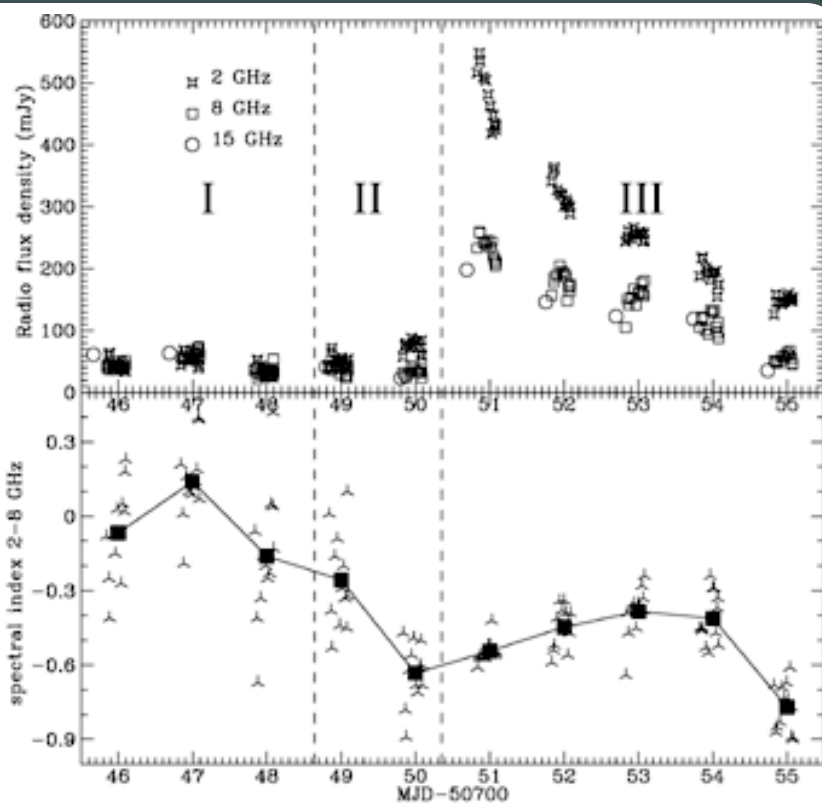 600
500
400
300
200
100
0
Radio flux density (mJy)
2 GHz
8 GHz
15 GHz
I
II
III
46 47 48 49 50 51 52 53 54 55
0.3
0
-0.3
-0.6
-0.9
spectral index 2-8 GHz
46 47 48 49 50 51 52 53 54 55
MJD-50700